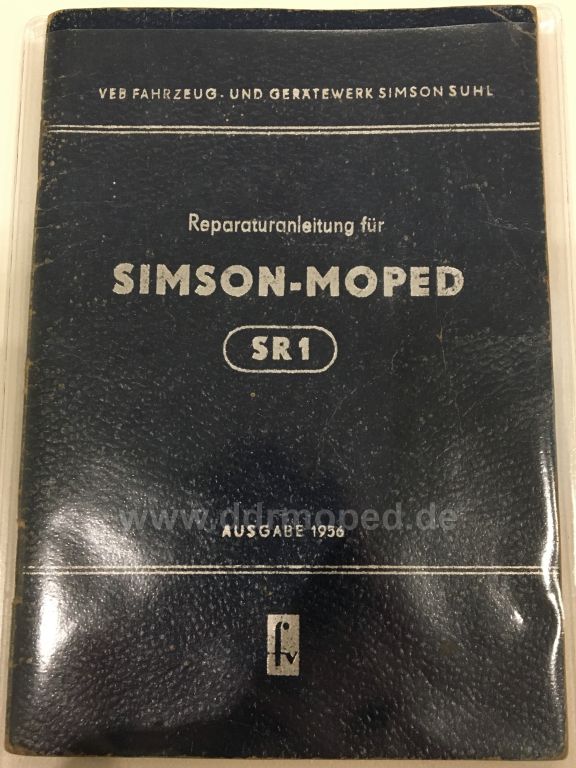 VEB FAHRZEUG- UND GERÄTEWERK SIMSON SUHL
Reparaturanleitung für
SIMSON-MOPED
SR1
www.ddrmoped.de
AUSGABE 1956
fv